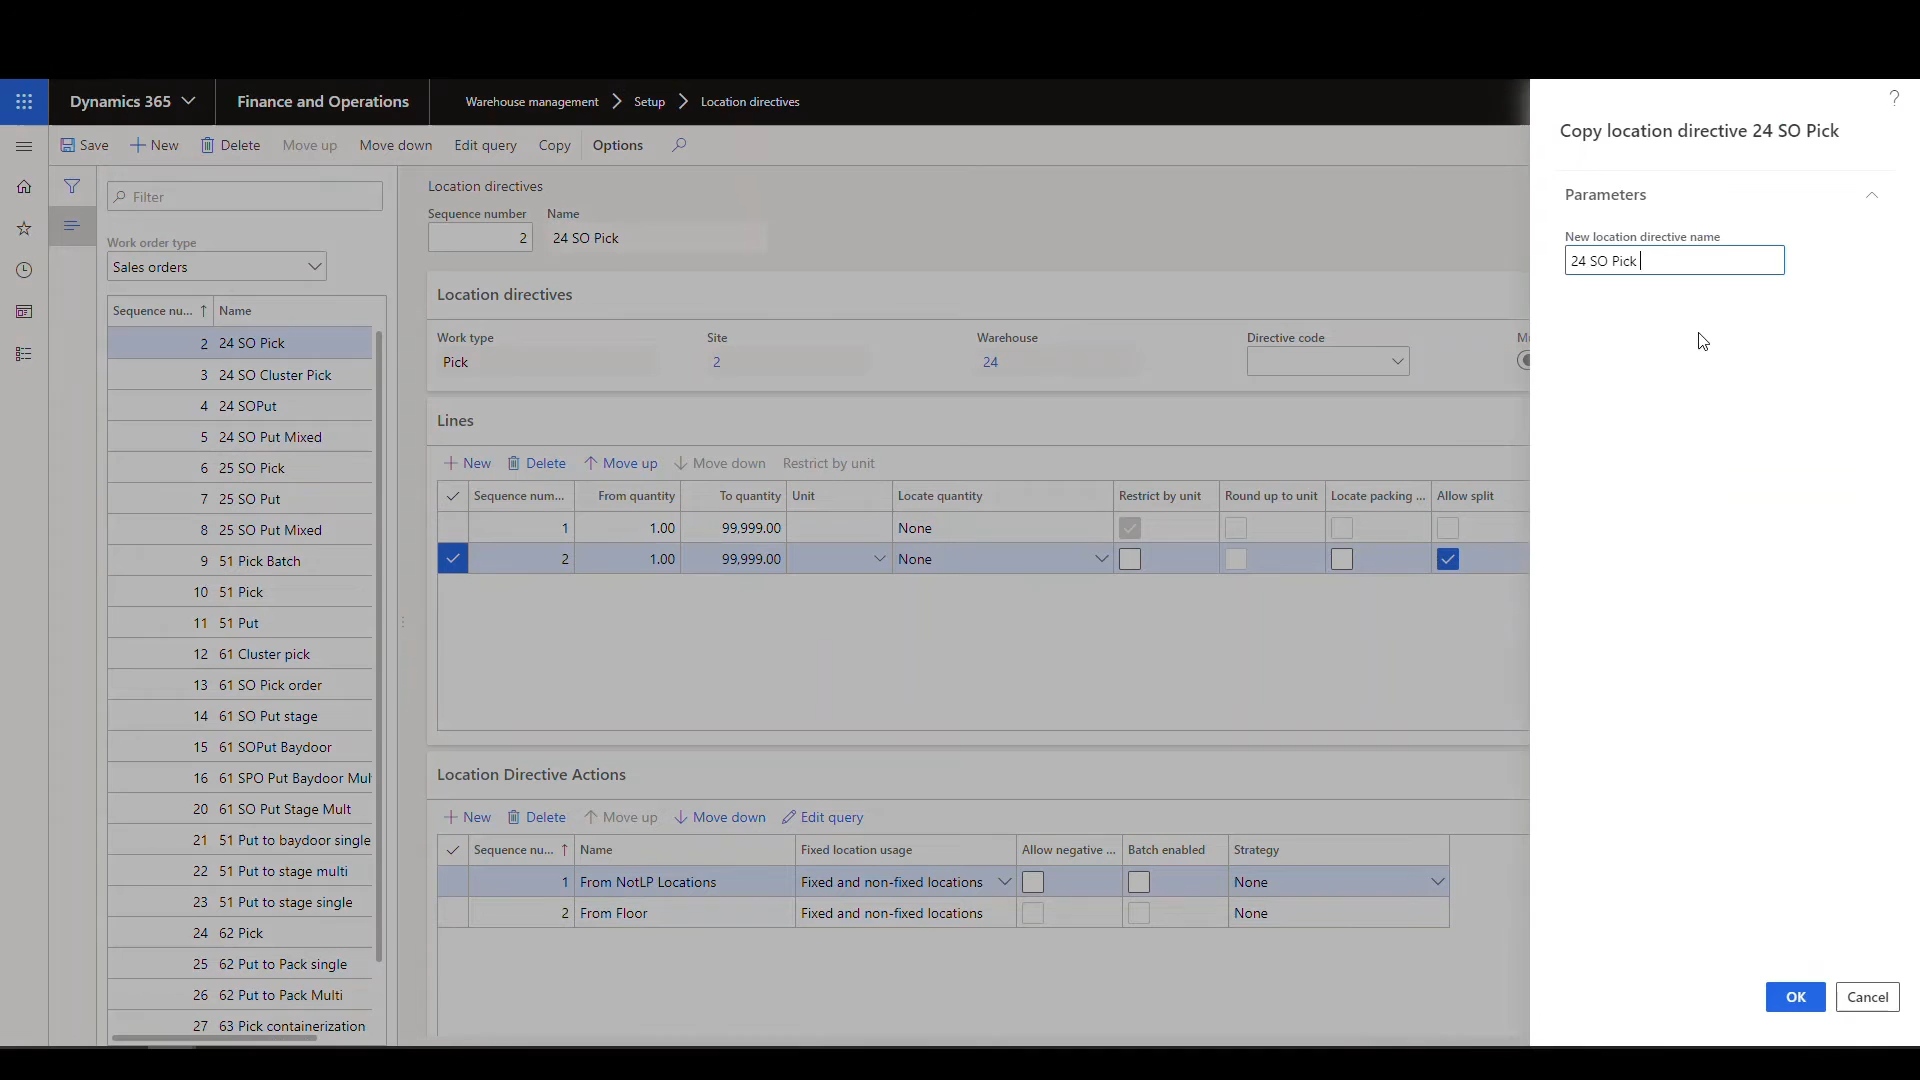 Dynamics 365
Finance and Operations
Warehouse management
Setup
Location directives
?
Save
New
Delete
Move up
Move down
Edit query
Copy
Options
Filter
Work order type
Sales orders
Sequence nu... ↑ Name
2 24 SO Pick
3 24 SO Cluster Pick
4 24 SOPut
5 24 SO Put Mixed
6 25 SO Pick
7 25 SO Put
8 25 SO Put Mixed
9 51 Pick Batch
10 51 Pick
11 51 Put
12 61 Cluster pick
13 61 SO Pick order
14 61 SO Put stage
15 61 SOPut Baydoor
16 61 SPO Put Baydoor Mul
20 61 SO Put Stage Mult
21 51 Put to baydoor single
22 51 Put to stage multi
23 51 Put to stage single
24 62 Pick
25 62 Put to Pack single
26 62 Put to Pack Multi
27 63 Pick containerization
Location directives
Sequence number Name
2 24 SO Pick
Location directives
Work type Site Warehouse Directive code
Pick 2 24
Lines
New Delete Move up Move down Restrict by unit
Sequence num... From quantity To quantity Unit Locate quantity Restrict by unit Round up to unit Locate packing ... Allow split
1 1.00 99,999.00 None
2 1.00 99,999.00 None
Location Directive Actions
New Delete Move up Move down Edit query
Sequence nu... ↑ Name Fixed location usage Allow negative ... Batch enabled Strategy
1 From NotLP Locations Fixed and non-fixed locations None
2 From Floor Fixed and non-fixed locations None
Copy location directive 24 SO Pick
Parameters
New location directive name
24 SO Pick
OK
Cancel